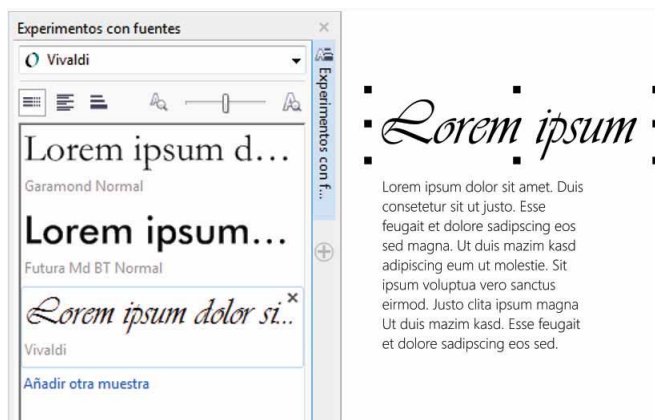 Experimentos con fuentes
Vivaldi
Lorem ipsum d...
Garamond Normal
Lorem ipsum...
Futura Md BT Normal
Lorem ipsum dolor si...
Vivaldi
Añadir otra muestra
Experimentos con f...
Lorem ipsum
Lorem ipsum dolor sit amet. Duis
consetetur sit ut justo. Esse
feugait et dolore sadipscing eos
sed magna. Ut duis mazim kasd
adipiscing eum ut molestie. Sit
ipsum voluptua vero sanctus
eirmod. Justo clita ipsum magna
Ut duis mazim kasd. Esse feugait
et dolore sadipscing eos sed.